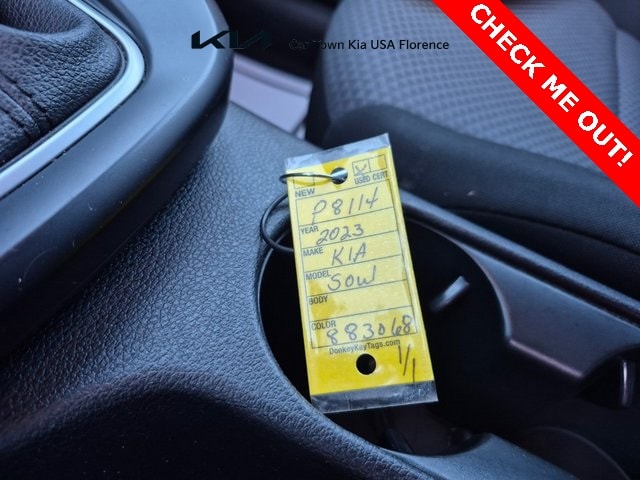 KIA Car Town Kia USA Florence
CHECK ME OUT!
NEW USED CERT
P8114
YEAR 2023
MAKE KIA
MODEL SOUL
BODY
COLOR 883068
DonkeyKeyTags.com
1/1